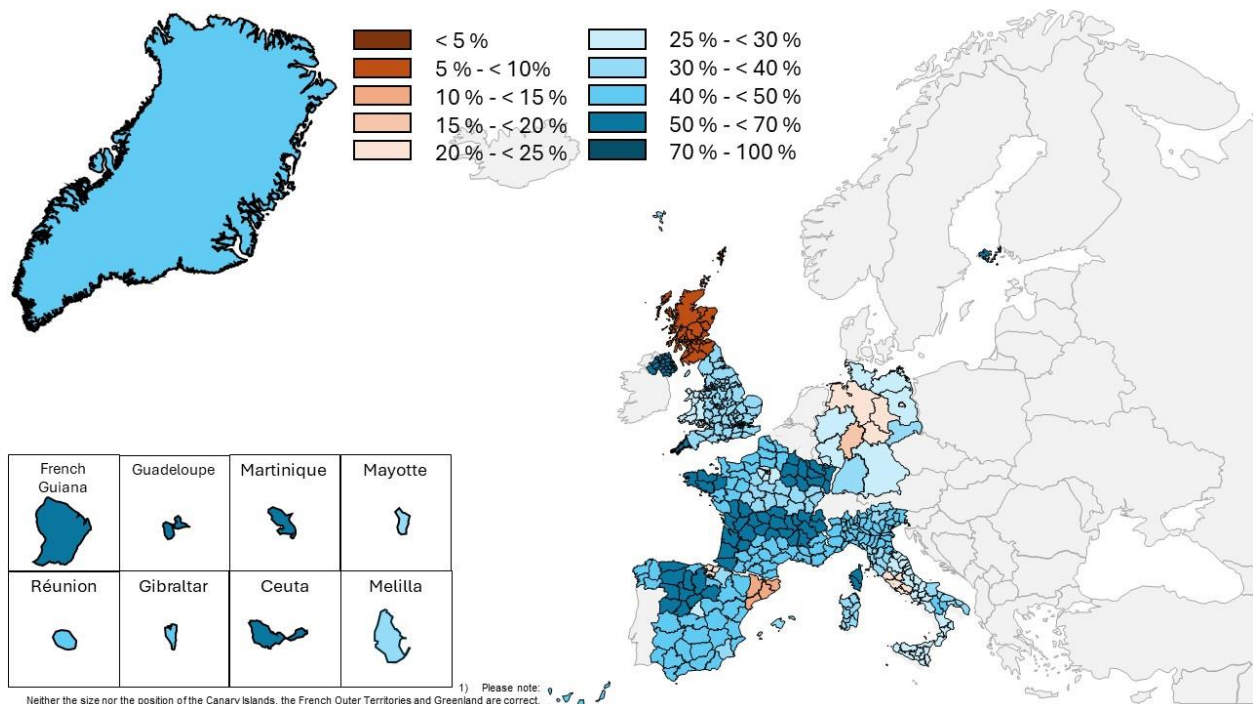 < 5 %
5 % - < 10%
10 % - < 15 %
15 % - < 20 %
20 % - < 25 %
25 % - < 30 %
30 % - < 40 %
40 % - < 50 %
50 % - < 70 %
70 % - 100 %
French
Guiana
Guadeloupe
Martinique
Mayotte
Réunion
Gibraltar
Ceuta
Melilla
1) Please note:
Neither the size nor the position of the Canary Islands, the French Outer Territories and Greenland are correct.